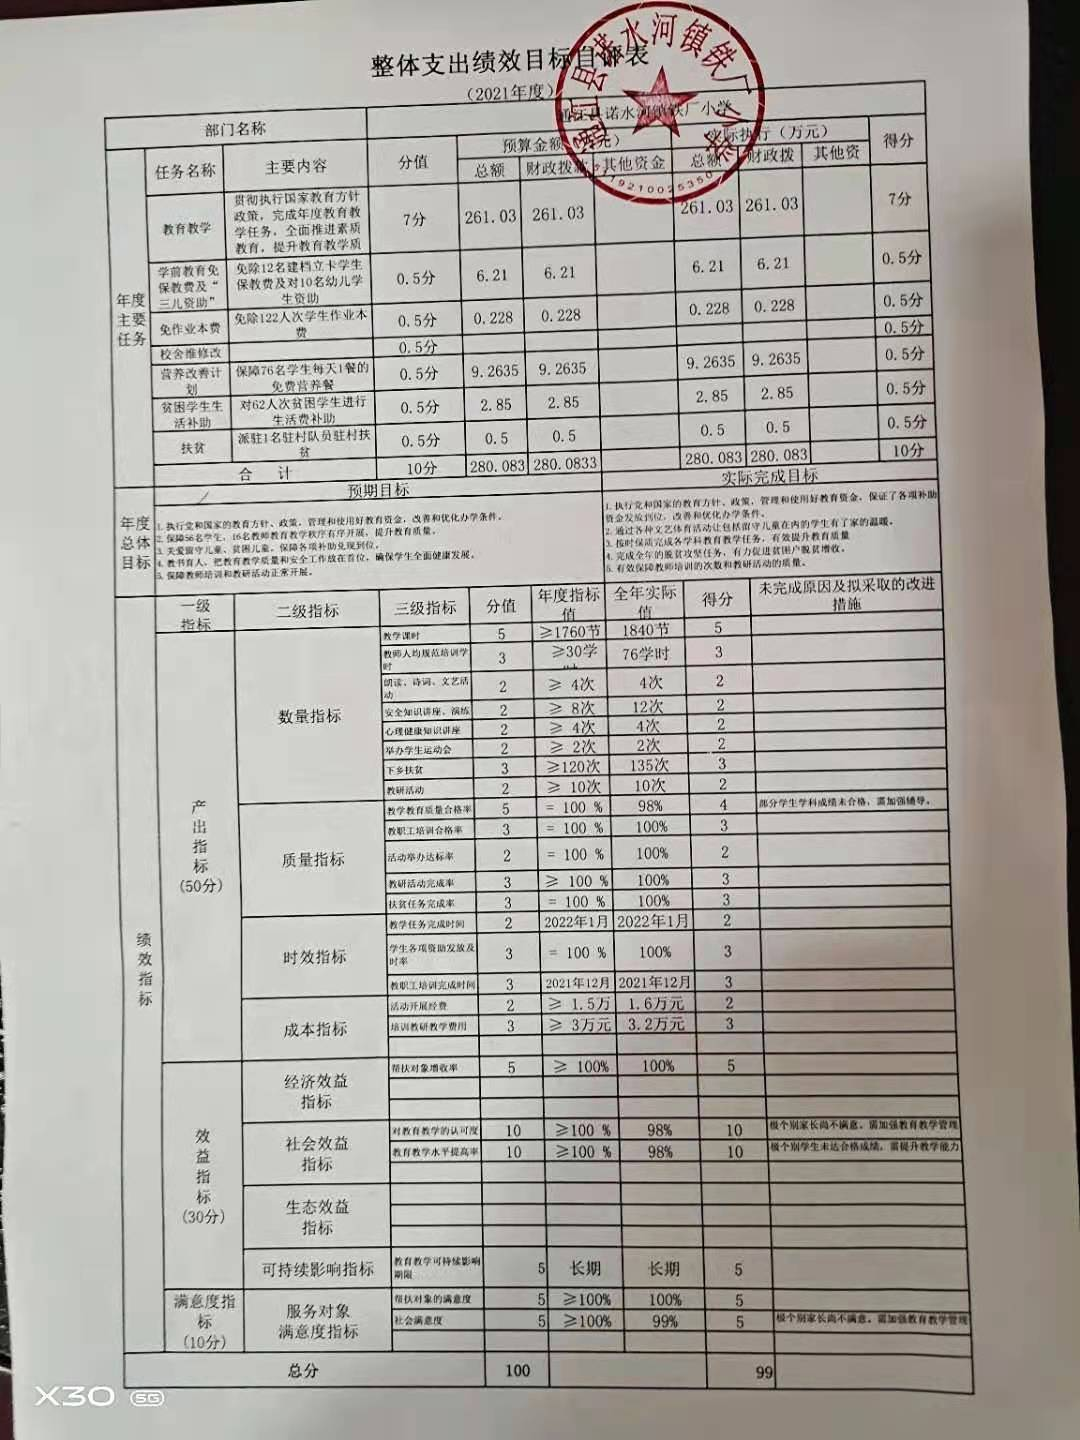 整体支出绩效目标自评表
(2021年度)
部门名称 通江县诺水河镇铁厂小学
年度主要任务 任务名称 主要内容 分值 预算金额(万元) 实际执行(万元) 得分
总额 财政拨款 其他资金 总额 财政拨 其他资
教育教学 贯彻执行国家教育方针政策，完成年度教育教学任务，全面推进素质教育，提升教育教学质 7分 261.03 261.03 261.03 261.03 7分
学前教育免保教费及“三儿资助” 免除12名建档立卡学生保教费及对10名幼儿学生资助 0.5分 6.21 6.21 6.21 6.21 0.5分
免作业本费 免除122人次学生作业本费 0.5分 0.228 0.228 0.228 0.228 0.5分
校舍维修改 0.5分 0.5分
营养改善计划 保障76名学生每天1餐的免费营养餐 0.5分 9.2635 9.2635 9.2635 9.2635 0.5分
贫困学生生活补助 对62人次贫困学生进行生活费补助 0.5分 2.85 2.85 2.85 2.85 0.5分
扶贫 派驻1名驻村队员驻村扶贫 0.5分 0.5 0.5 0.5 0.5 0.5分
合 计 10分 280.083 280.0833 280.083 280.083 10分
年度总体目标 预期目标 实际完成目标
1. 执行党和国家的教育方针、政策，管理和使用好教育资金，改善和优化办学条件。
2. 保障56名学生，16名教师教育教学秩序有序开展，提升教育质量。
3. 关爱留守儿童、贫困儿童，保障各项补助兑现到位。
4. 教书育人，把教育教学质量和安全工作放在首位，确保学生全面健康发展。
5. 保障教师培训和教研活动正常开展。
1. 执行党和国家的教育方针、政策，管理和使用好教育资金，保证了各项补助
资金发放到位，改善和优化办学条件。
2. 通过各种文艺体育活动让包括留守儿童在内的学生有了家的温暖。
3. 按时保质完成各学科教育教学任务，有效提升教育质量
4. 完成全年的脱贫攻坚任务，有力促进贫困户脱贫增收。
5. 有效保障教师培训的次数和教研活动的质量。
绩效指标 一级指标 二级指标 三级指标 分值 年度指标值 全年实际值 得分 未完成原因及拟采取的改进措施
产出指标(50分) 数量指标 教学课时 5 ≥1760节 1840节 5
教师人均规范培训学时 3 ≥30学 76学时 3
朗读、诗词、文艺活动 2 ≥ 4次 4次 2
安全知识讲座、演练 2 ≥ 8次 12次 2
心理健康知识讲座 2 ≥ 4次 4次 2
举办学生运动会 2 ≥ 2次 2次 2
下乡扶贫 3 ≥120次 135次 3
教研活动 2 ≥ 10次 10次 2
质量指标 教学教育质量合格率 5 = 100 % 98% 4 部分学生学科成绩未合格，需加强辅导。
教职工培训合格率 3 = 100 % 100% 3
活动举办达标率 2 = 100 % 100% 2
教研活动完成率 3 ≥ 100 % 100% 3
扶贫任务完成率 3 = 100 % 100% 3
时效指标 教学任务完成时间 2 2022年1月 2022年1月 2
学生各项资助发放及时率 3 = 100 % 100% 3
教职工培训完成时间 3 2021年12月 2021年12月 3
成本指标 活动开展经费 2 ≥ 1.5万 1.6万元 2
培训教研教学费用 3 ≥ 3万元 3.2万元 3
效益指标(30分) 经济效益指标 帮扶对象增收率 5 ≥ 100% 100% 5
社会效益指标 对教育教学的认可度 10 ≥100 % 98% 10 极个别家长尚不满意。需加强教育教学管理
教育教学水平提高率 10 ≥100 % 98% 10 极个别学生未达合格成绩，需提升教学能力
生态效益指标
可持续影响指标 教育教学可持续影响期限 5 长期 长期 5
满意度指标(10分) 服务对象满意度指标 帮扶对象的满意度 5 ≥100% 100% 5
社会满意度 5 ≥100% 99% 5 极个别家长尚不满意。需加强教育教学管理
总分 100 99
X30 5G